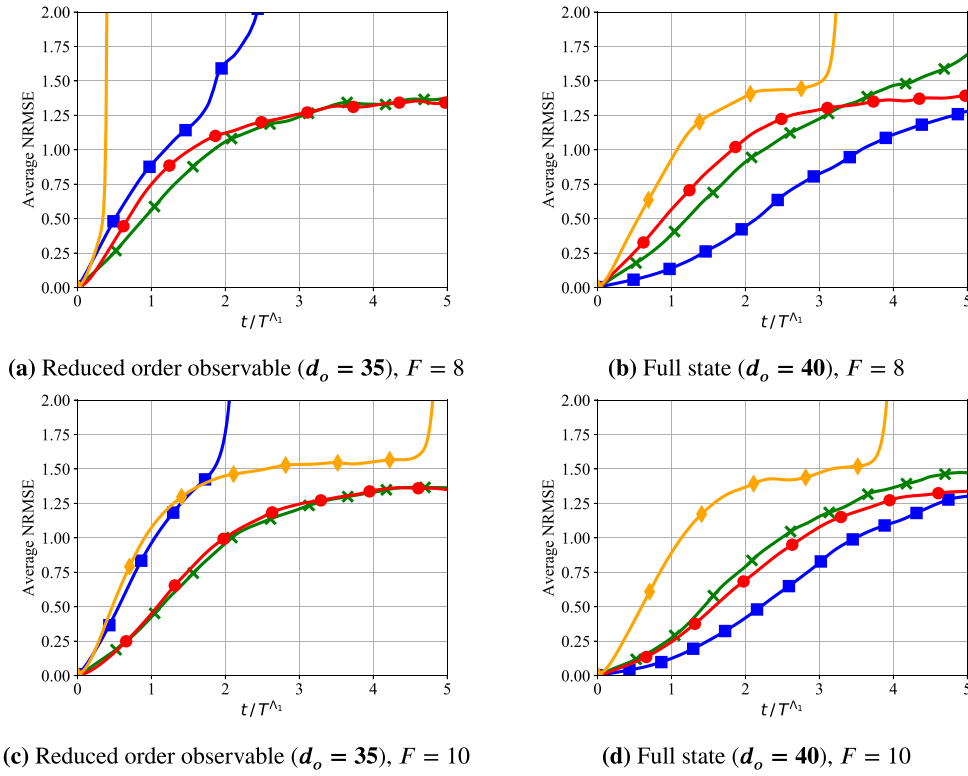 2.00 2.00
1.75 1.75
1.50 1.50
1.25 1.25
1.00 1.00
0.75 0.75
0.50 0.50
0.25 0.25
0.00 0.00
Average NRMSE Average NRMSE
0 1 2 3 4 5 0 1 2 3 4 5
t/T^Λ₁ t/T^Λ₁
(a) Reduced order observable (d_o = 35), F = 8 (b) Full state (d_o = 40), F = 8
2.00 2.00
1.75 1.75
1.50 1.50
1.25 1.25
1.00 1.00
0.75 0.75
0.50 0.50
0.25 0.25
0.00 0.00
Average NRMSE Average NRMSE
0 1 2 3 4 5 0 1 2 3 4 5
t/T^Λ₁ t/T^Λ₁
(c) Reduced order observable (d_o = 35), F = 10 (d) Full state (d_o = 40), F = 10